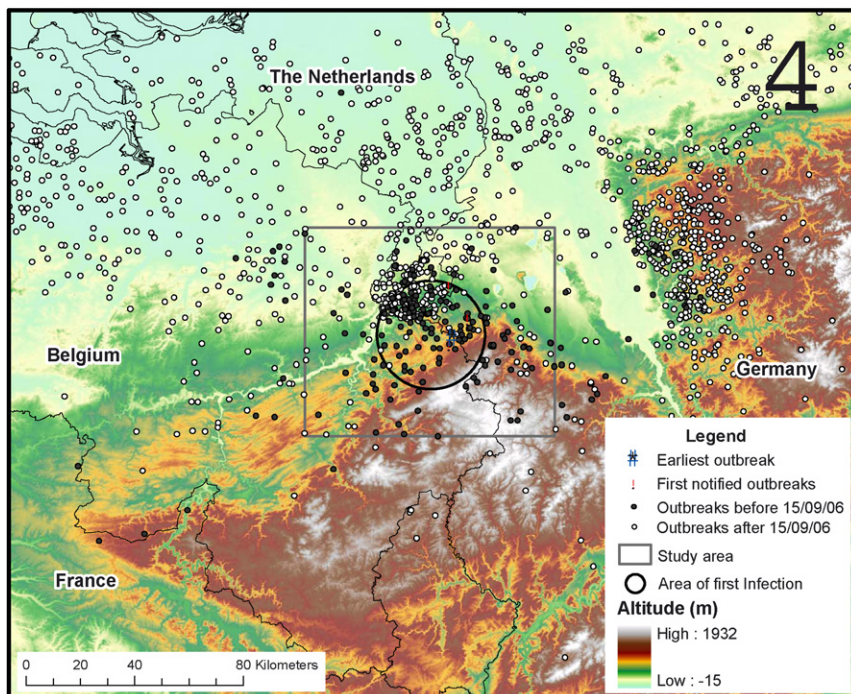 4
The Netherlands
Belgium
Germany
France
Legend
Earliest outbreak
First notified outbreaks
Outbreaks before 15/09/06
Outbreaks after 15/09/06
Study area
Area of first Infection
Altitude (m)
High : 1932
Low : -15
0 20 40 80 Kilometers